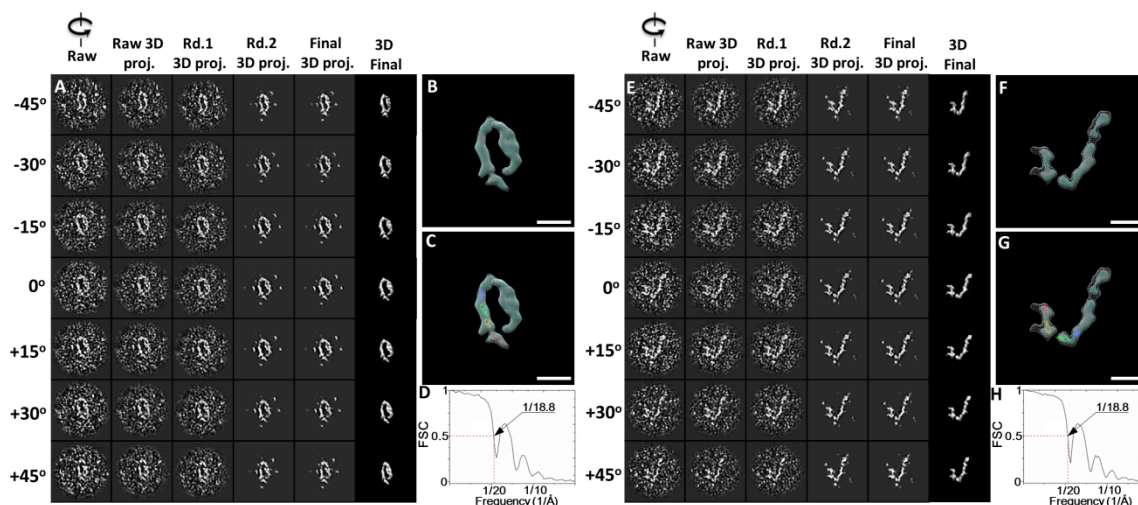 Raw
Raw 3D
proj.
Rd.1
3D proj.
Rd.2
3D proj.
Final
3D proj.
3D
Final
A
-45º
-30º
-15º
0º
+15º
+30º
+45º
B
C
D
1
0.5
0
FSC
1/18.8
1/20
1/10
Frequency (1/Å)
Raw
Raw 3D
proj.
Rd.1
3D proj.
Rd.2
3D proj.
Final
3D proj.
3D
Final
E
-45º
-30º
-15º
0º
+15º
+30º
+45º
F
G
H
1
0.5
0
FSC
1/18.8
1/20
1/10
Frequency (1/Å)